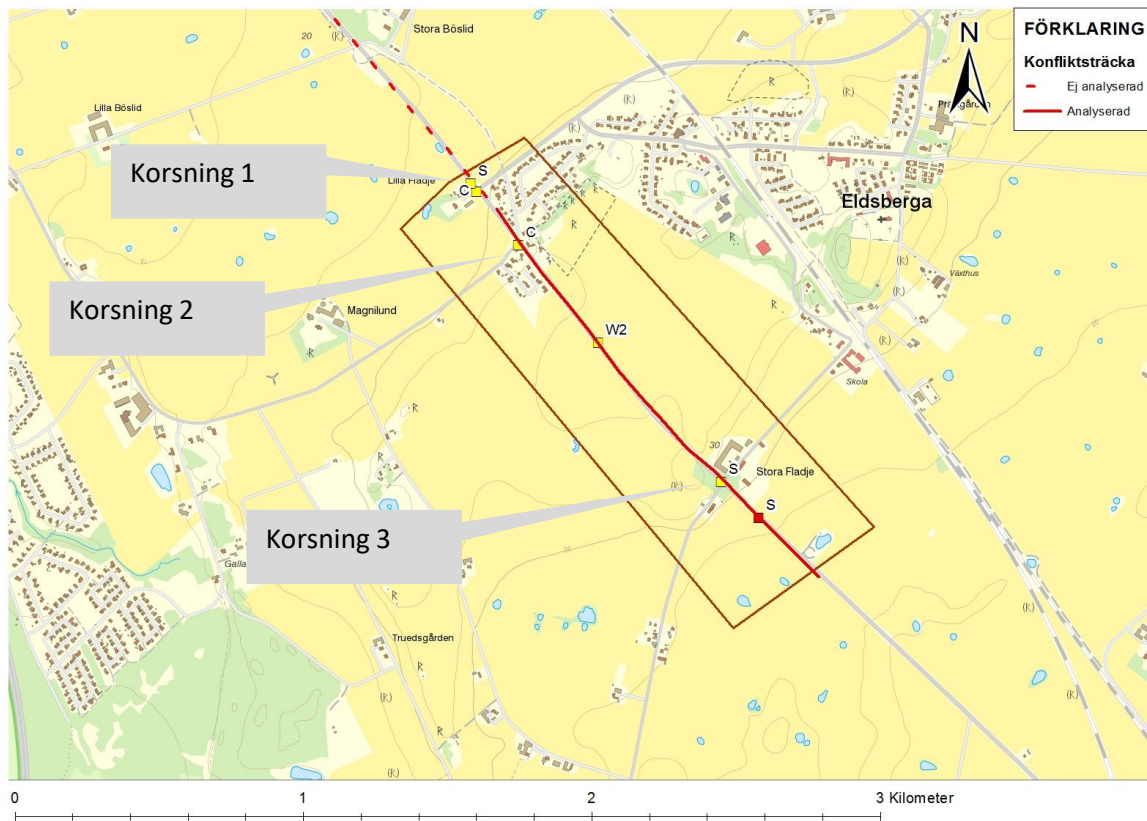 Stora Böslid
20
(R)
N
FÖRKLARING
Konfliktsträcka
Ej analyserad
Analyserad
Lilla Böslid
R
(R)
Korsning 1
S
Lilla Fladje
C
R
Eldsberga
C
R
R
Växthus
(R)
(R)
Korsning 2
Magnilund
W2
Skola
R
30
Stora Fladje
S
(R)
S
Korsning 3
25
(R)
Truedsgården
R
(R)
(R)
R
(R)
R
0
1
2
3 Kilometer